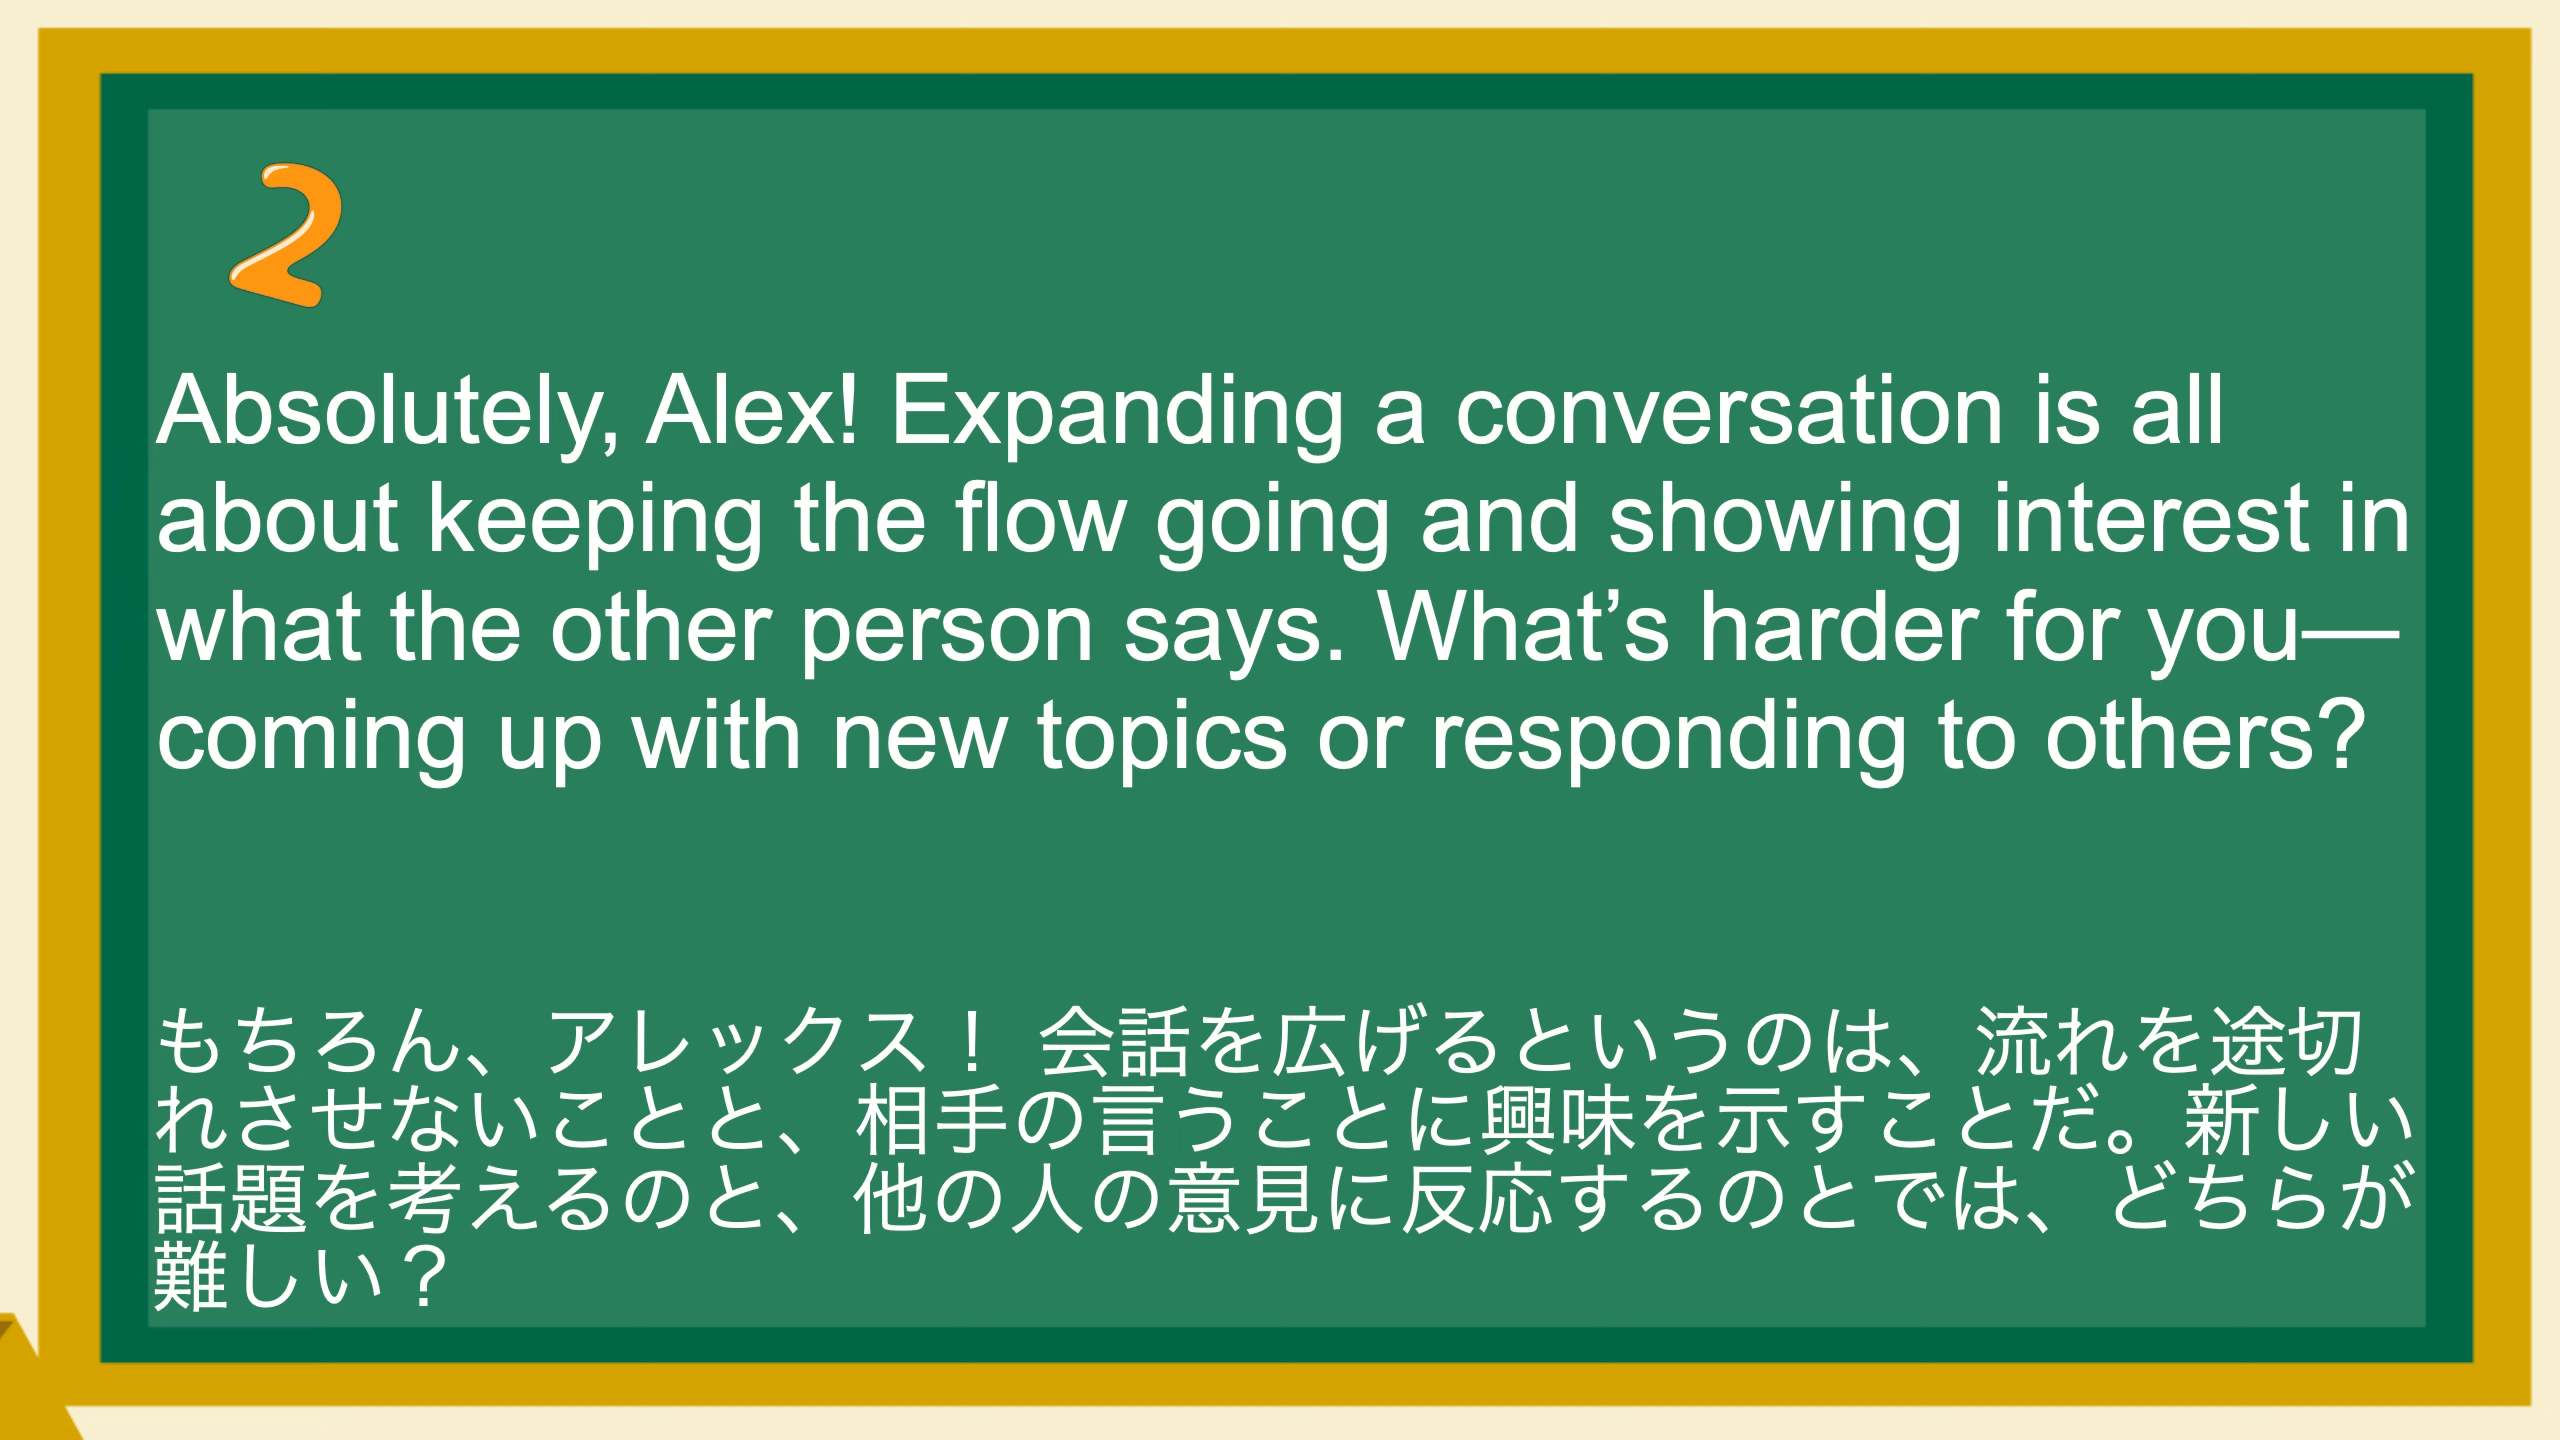 2
Absolutely, Alex! Expanding a conversation is all
about keeping the flow going and showing interest in
what the other person says. What’s harder for you—
coming up with new topics or responding to others?
もちろん、アレックス！ 会話を広げるというのは、流れを途切
れさせないことと、相手の言うことに興味を示すことだ。新しい
話題を考えるのと、他の人の意見に反応するのとでは、どちらが
難しい？